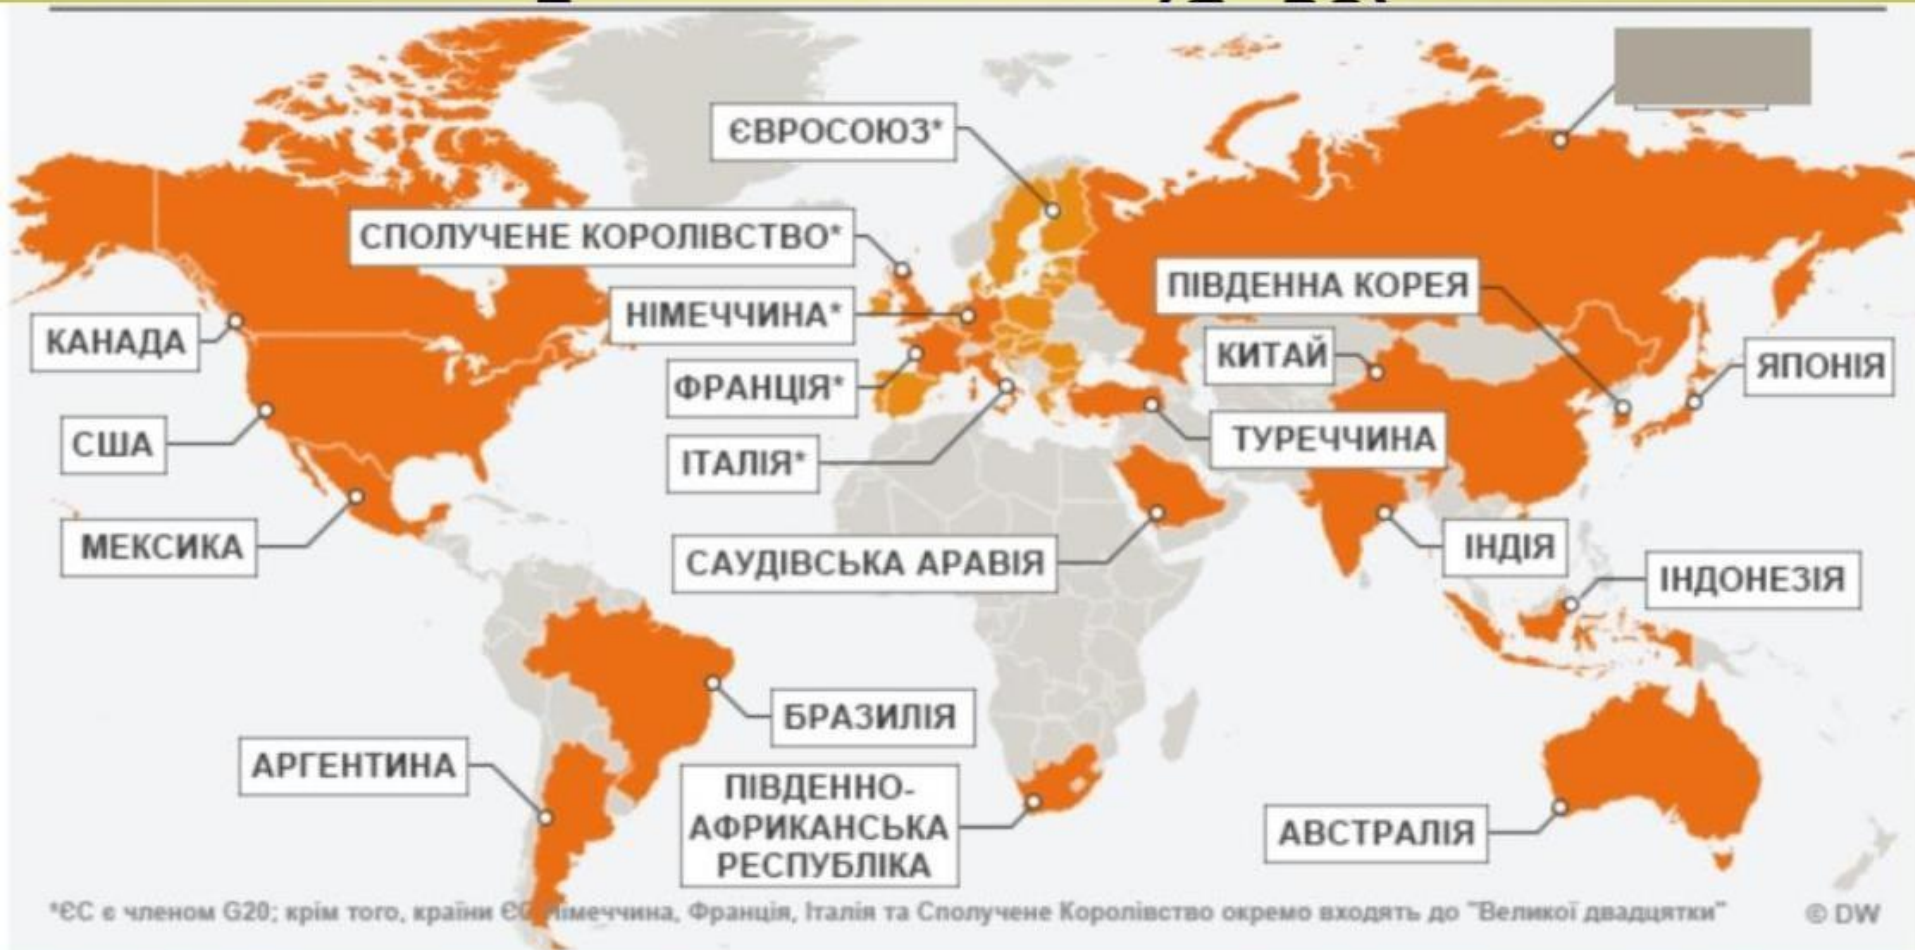 ЄВРОСОЮЗ*
СПОЛУЧЕНЕ КОРОЛІВСТВО*
ПІВДЕННА КОРЕЯ
НІМЕЧЧИНА*
КАНАДА
КИТАЙ
ЯПОНІЯ
ФРАНЦІЯ*
США
ТУРЕЧЧИНА
ІТАЛІЯ*
МЕКСИКА
САУДІВСЬКА АРАВІЯ
ІНДІЯ
ІНДОНЕЗІЯ
БРАЗИЛІЯ
АРГЕНТИНА
ПІВДЕННО-
АФРИКАНСЬКА
РЕСПУБЛІКА
АВСТРАЛІЯ
*ЄС є членом G20; крім того, країни Німеччина, Франція, Італія та Сполучене Королівство окремо входять до "Великої двадцятки"
© DW